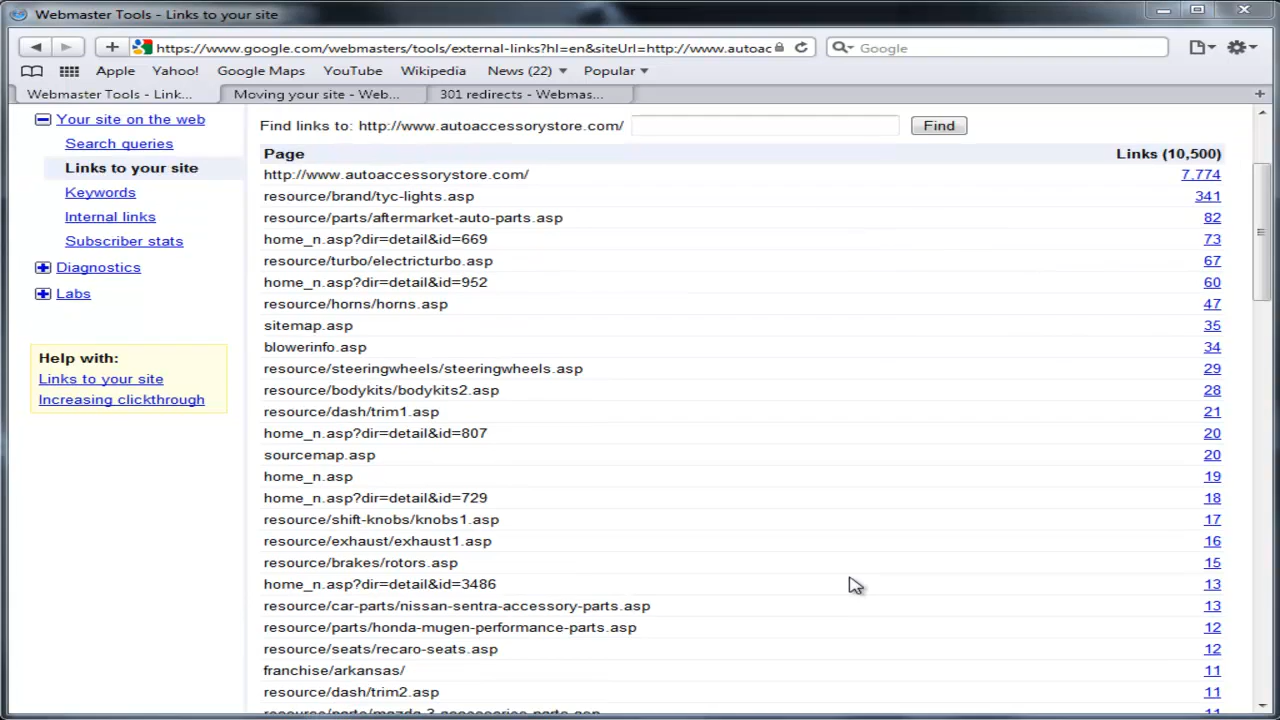 Webmaster Tools - Links to your site
https://www.google.com/webmasters/tools/external-links?hl=en&siteUrl=http://www.autoac
Google
Apple Yahoo! Google Maps YouTube Wikipedia News (22) Popular
Webmaster Tools - Link... Moving your site - Web... 301 redirects - Webmas...
Your site on the web
Search queries
Links to your site
Keywords
Internal links
Subscriber stats
Diagnostics
Labs
Help with:
Links to your site
Increasing clickthrough
Find links to: http://www.autoaccessorystore.com/ Find
Page Links (10,500)
http://www.autoaccessorystore.com/ 7,774
resource/brand/tyc-lights.asp 341
resource/parts/aftermarket-auto-parts.asp 82
home_n.asp?dir=detail&id=669 73
resource/turbo/electricturbo.asp 67
home_n.asp?dir=detail&id=952 60
resource/horns/horns.asp 47
sitemap.asp 35
blowerinfo.asp 34
resource/steeringwheels/steeringwheels.asp 29
resource/bodykits/bodykits2.asp 28
resource/dash/trim1.asp 21
home_n.asp?dir=detail&id=807 20
sourcemap.asp 20
home_n.asp 19
home_n.asp?dir=detail&id=729 18
resource/shift-knobs/knobs1.asp 17
resource/exhaust/exhaust1.asp 16
resource/brakes/rotors.asp 15
home_n.asp?dir=detail&id=3486 13
resource/car-parts/nissan-sentra-accessory-parts.asp 13
resource/parts/honda-mugen-performance-parts.asp 12
resource/seats/recaro-seats.asp 12
franchise/arkansas/ 11
resource/dash/trim2.asp 11
resource/parts/mazda-3-accessories-parts.asp 11